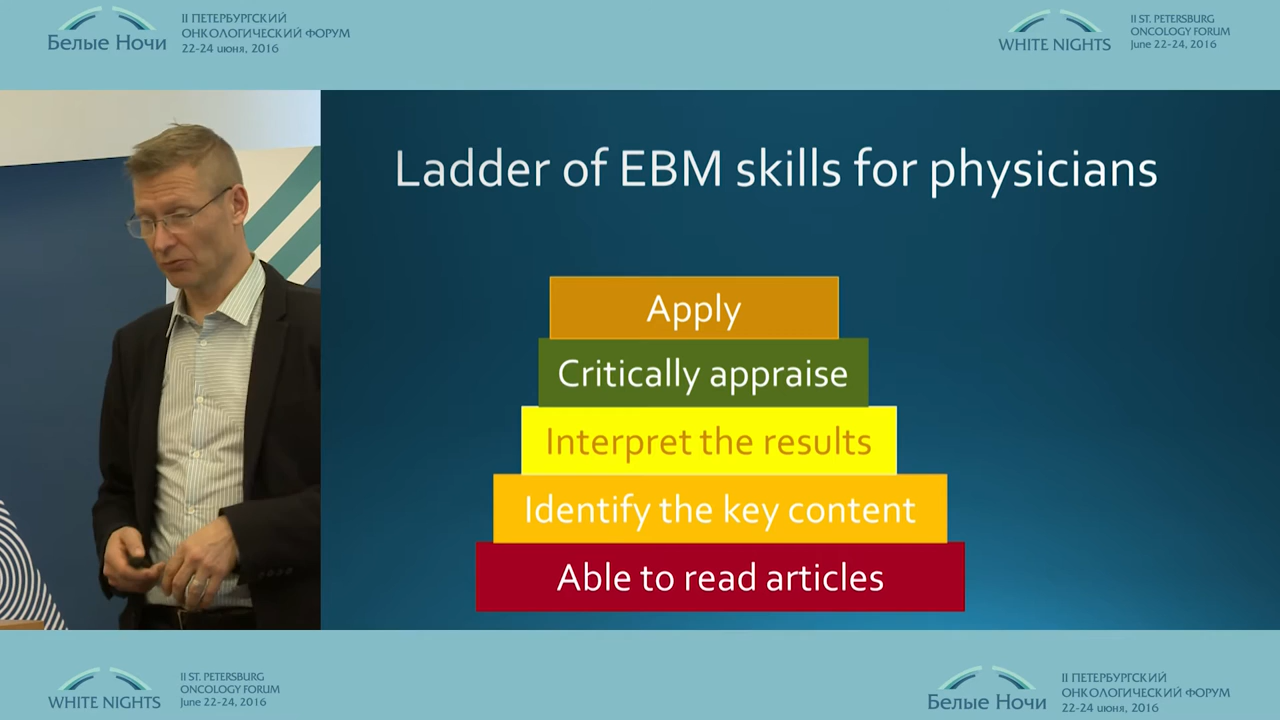 Белые Ночи
II ПЕТЕРБУРГСКИЙ
ОНКОЛОГИЧЕСКИЙ ФОРУМ
22-24 июня, 2016
WHITE NIGHTS
II ST. PETERSBURG
ONCOLOGY FORUM
June 22-24, 2016
Ladder of EBM skills for physicians
Apply
Critically appraise
Interpret the results
Identify the key content
Able to read articles
WHITE NIGHTS
II ST. PETERSBURG
ONCOLOGY FORUM
June 22-24, 2016
Белые Ночи
II ПЕТЕРБУРГСКИЙ
ОНКОЛОГИЧЕСКИЙ ФОРУМ
22-24 июня, 2016